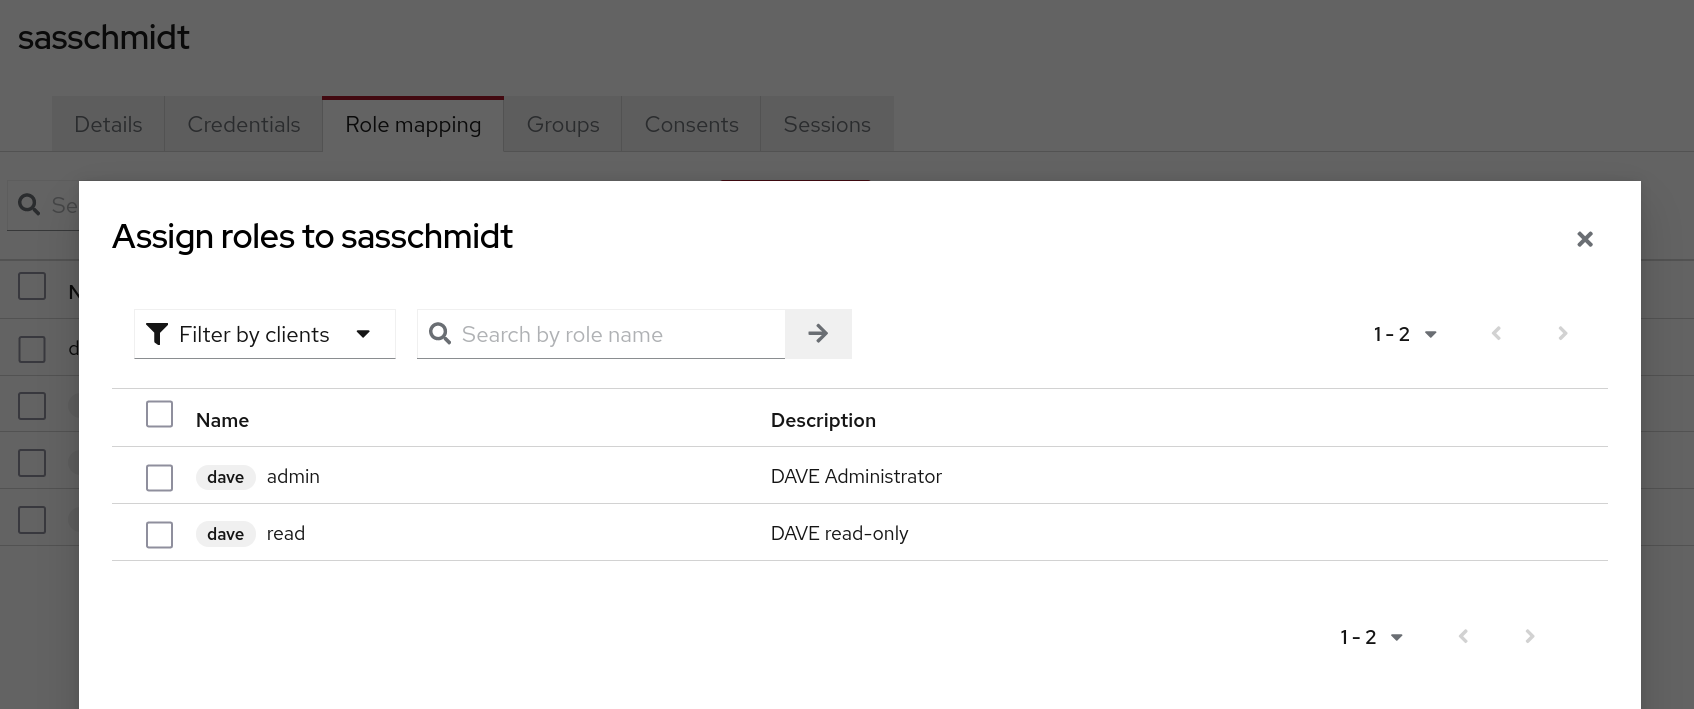 sasschmidt
Details Credentials Role mapping Groups Consents Sessions
Se
Assign roles to sasschmidt
Filter by clients Search by role name 1 - 2
Name Description
dave admin DAVE Administrator
dave read DAVE read-only
1 - 2